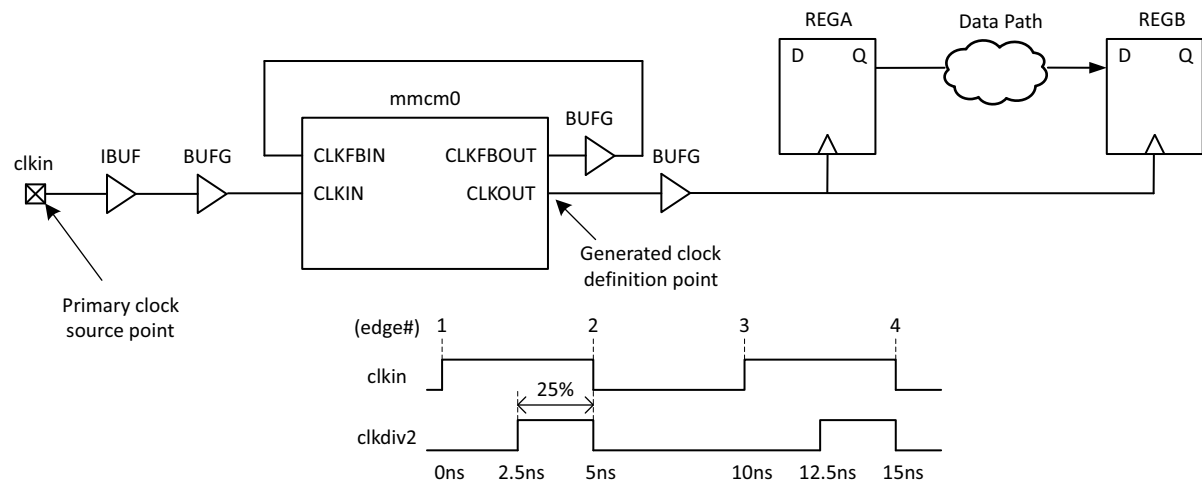 REGA Data Path REGB
D Q D Q
mmcm0
BUFG
clkin IBUF BUFG CLKFBIN CLKFBOUT BUFG
CLKIN CLKOUT
Generated clock
definition point
Primary clock
source point
(edge#) 1 2 3 4
clkin
25%
clkdiv2
0ns 2.5ns 5ns 10ns 12.5ns 15ns